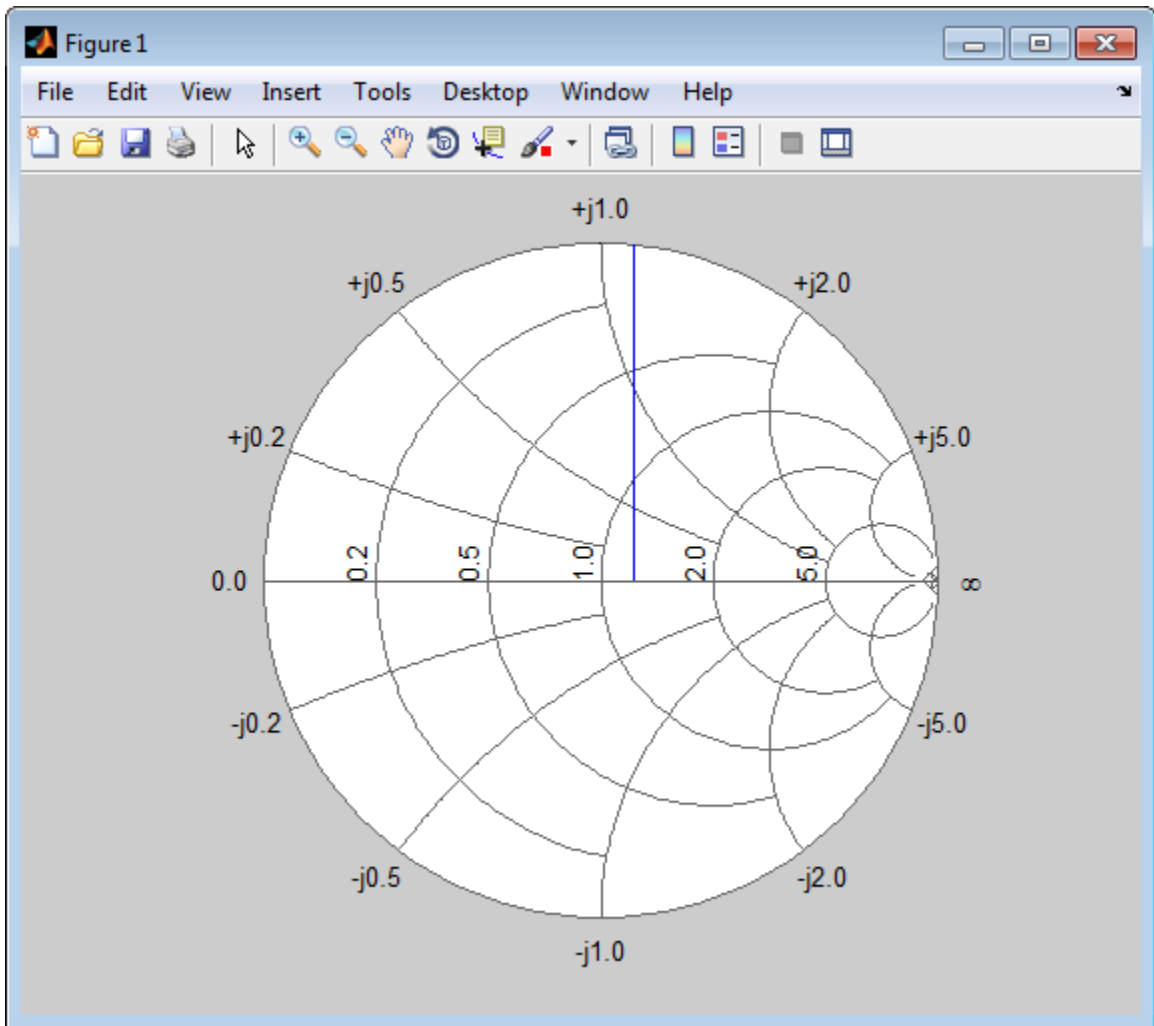 Figure 1
File Edit View Insert Tools Desktop Window Help
+j1.0
+j0.5 +j2.0
+j0.2 +j5.0
0.0 0.2 0.5 1.0 2.0 5.0 ∞
-j0.2 -j5.0
-j0.5 -j2.0
-j1.0